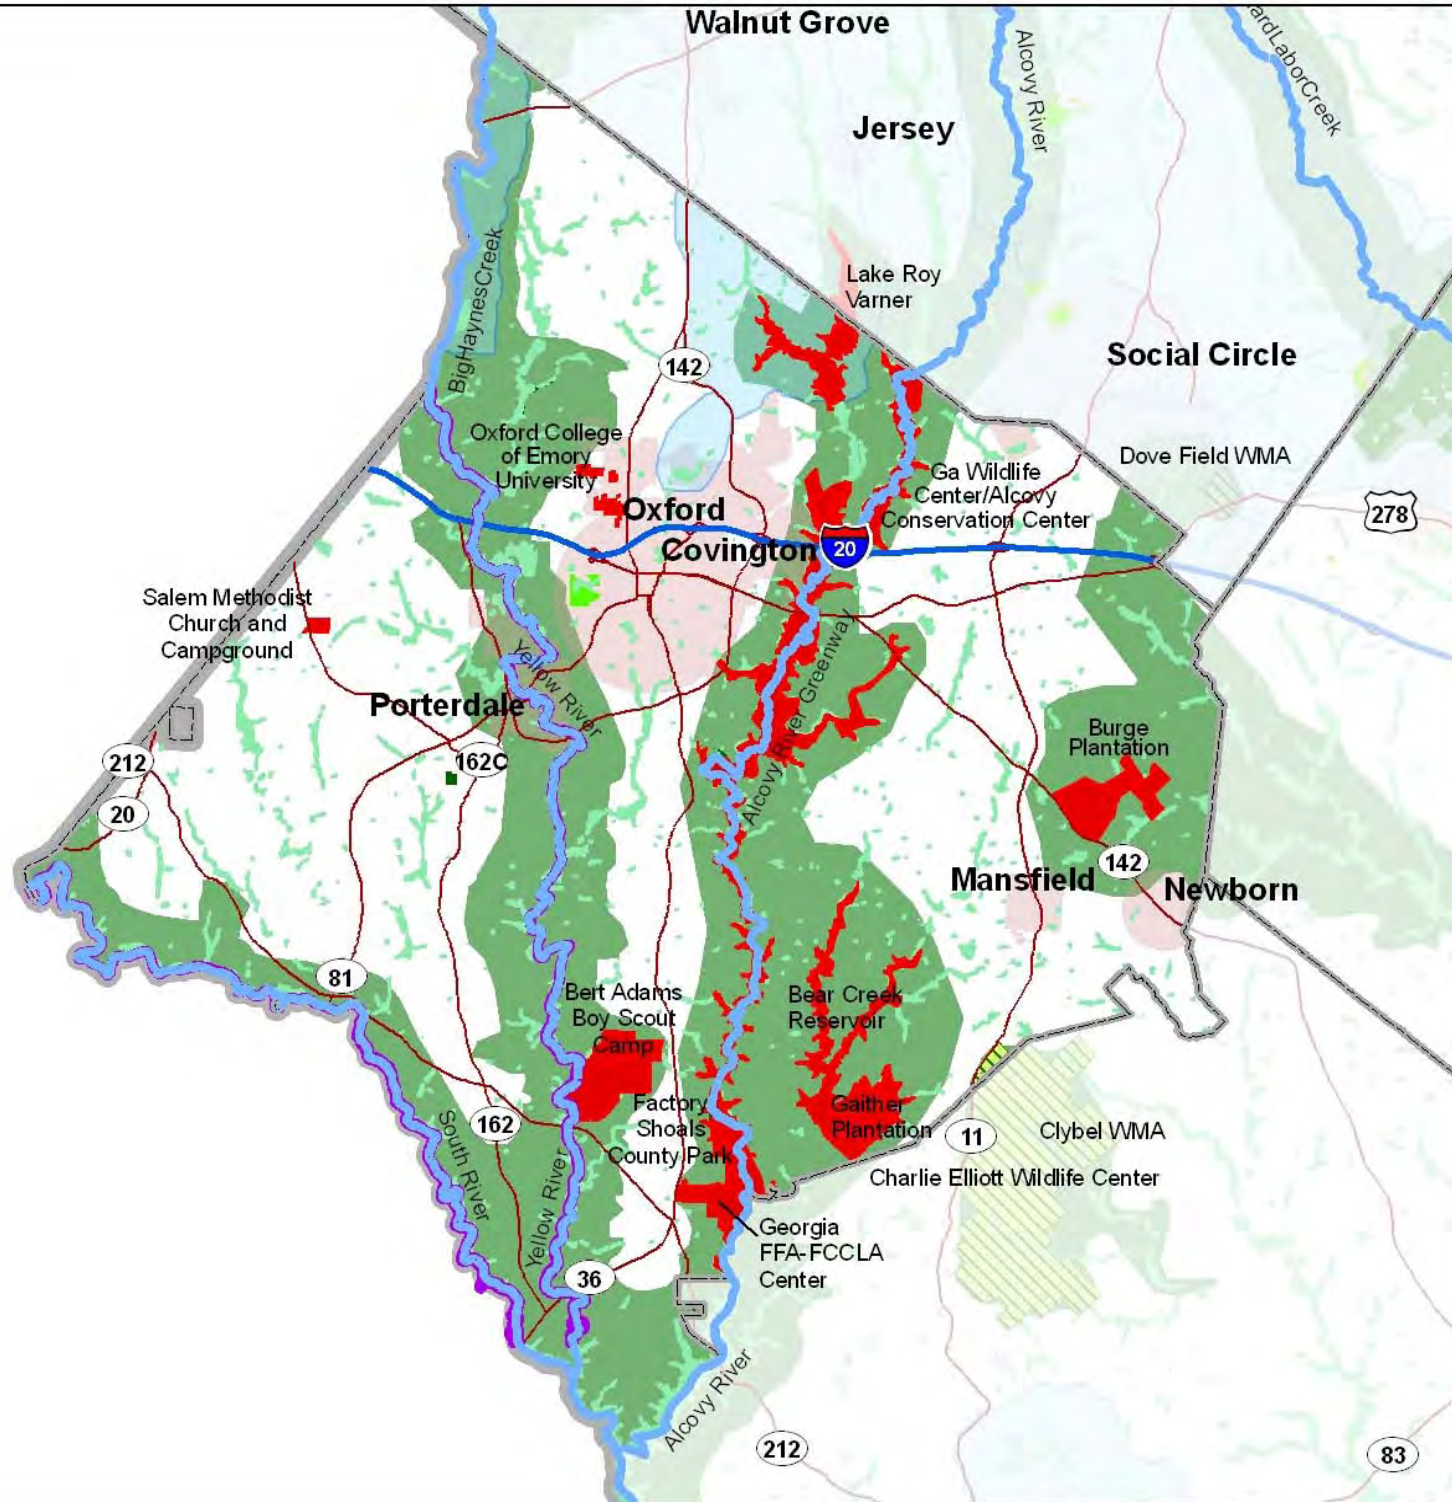 Walnut Grove
Alcovy River
ardLaborCreek
Jersey
Lake Roy
Varner
BigHaynesCreek
142
Social Circle
Oxford College
of Emory
University
Dove Field WMA
Ga Wildlife
Center/Alcovy
Conservation Center
278
Oxford
Covington
20
Salem Methodist
Church and
Campground
Yellow River
Alcovy River Greenway
Porterdale
Burge
Plantation
212
162C
20
142
Mansfield
Newborn
81
Bert Adams
Boy Scout
Camp
Bear Creek
Reservoir
Factory
Shoals
County Park
Gaither
Plantation
162
11
Clybel WMA
South River
Charlie Elliott Wildlife Center
Yellow River
Georgia
FFA-FCCLA
Center
36
Alcovy River
212
83